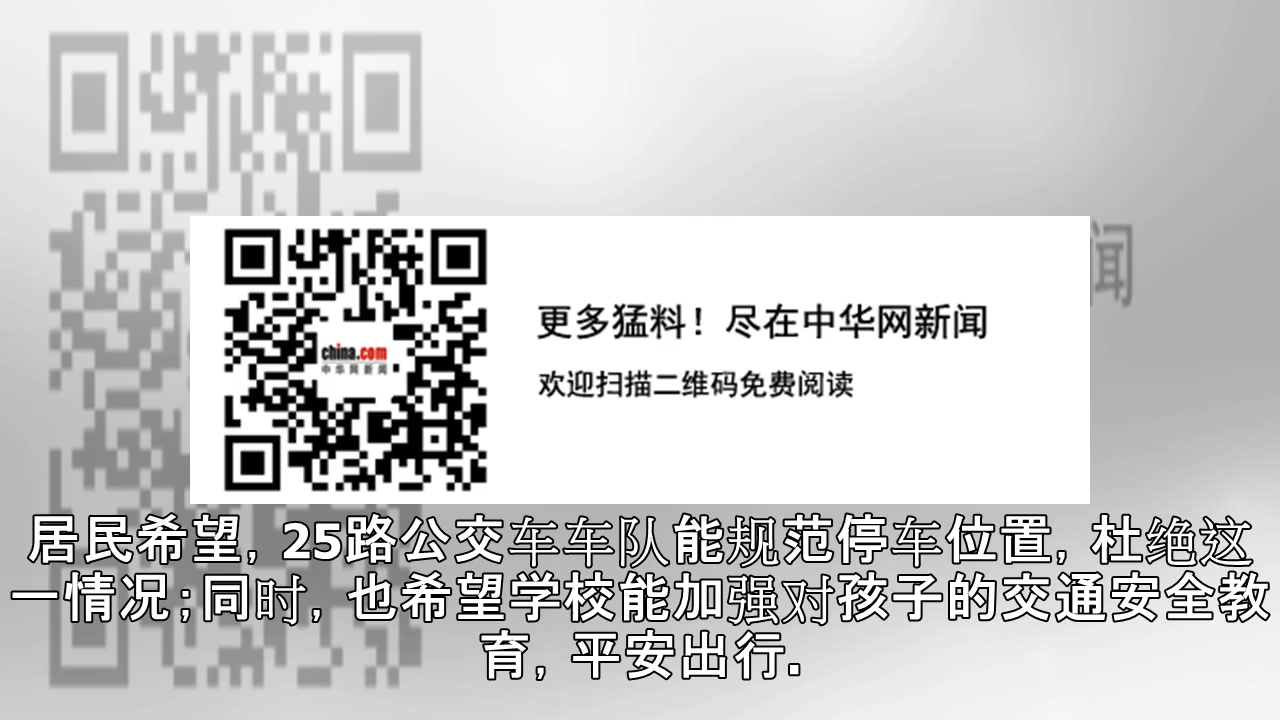 闻
更多猛料！尽在中华网新闻
china.com
中华网新闻
欢迎扫描二维码免费阅读
居民希望, 25路公交车车队能规范停车位置, 杜绝这
一情况;同时, 也希望学校能加强对孩子的交通安全教
育, 平安出行.